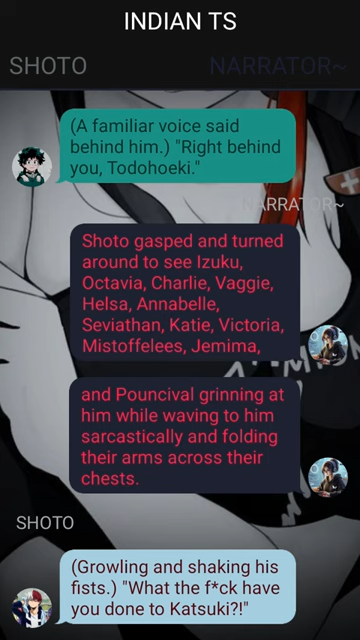 INDIAN TS
SHOTO
NARRATOR~
(A familiar voice said
behind him.) "Right behind
you, Todohoeki."
NARRATOR~
Shoto gasped and turned
around to see Izuku,
Octavia, Charlie, Vaggie,
Helsa, Annabelle,
Seviathan, Katie, Victoria,
Mistoffelees, Jemima,
and Pouncival grinning at
him while waving to him
sarcastically and folding
their arms across their
chests.
SHOTO
(Growling and shaking his
fists.) "What the f*ck have
you done to Katsuki?!"